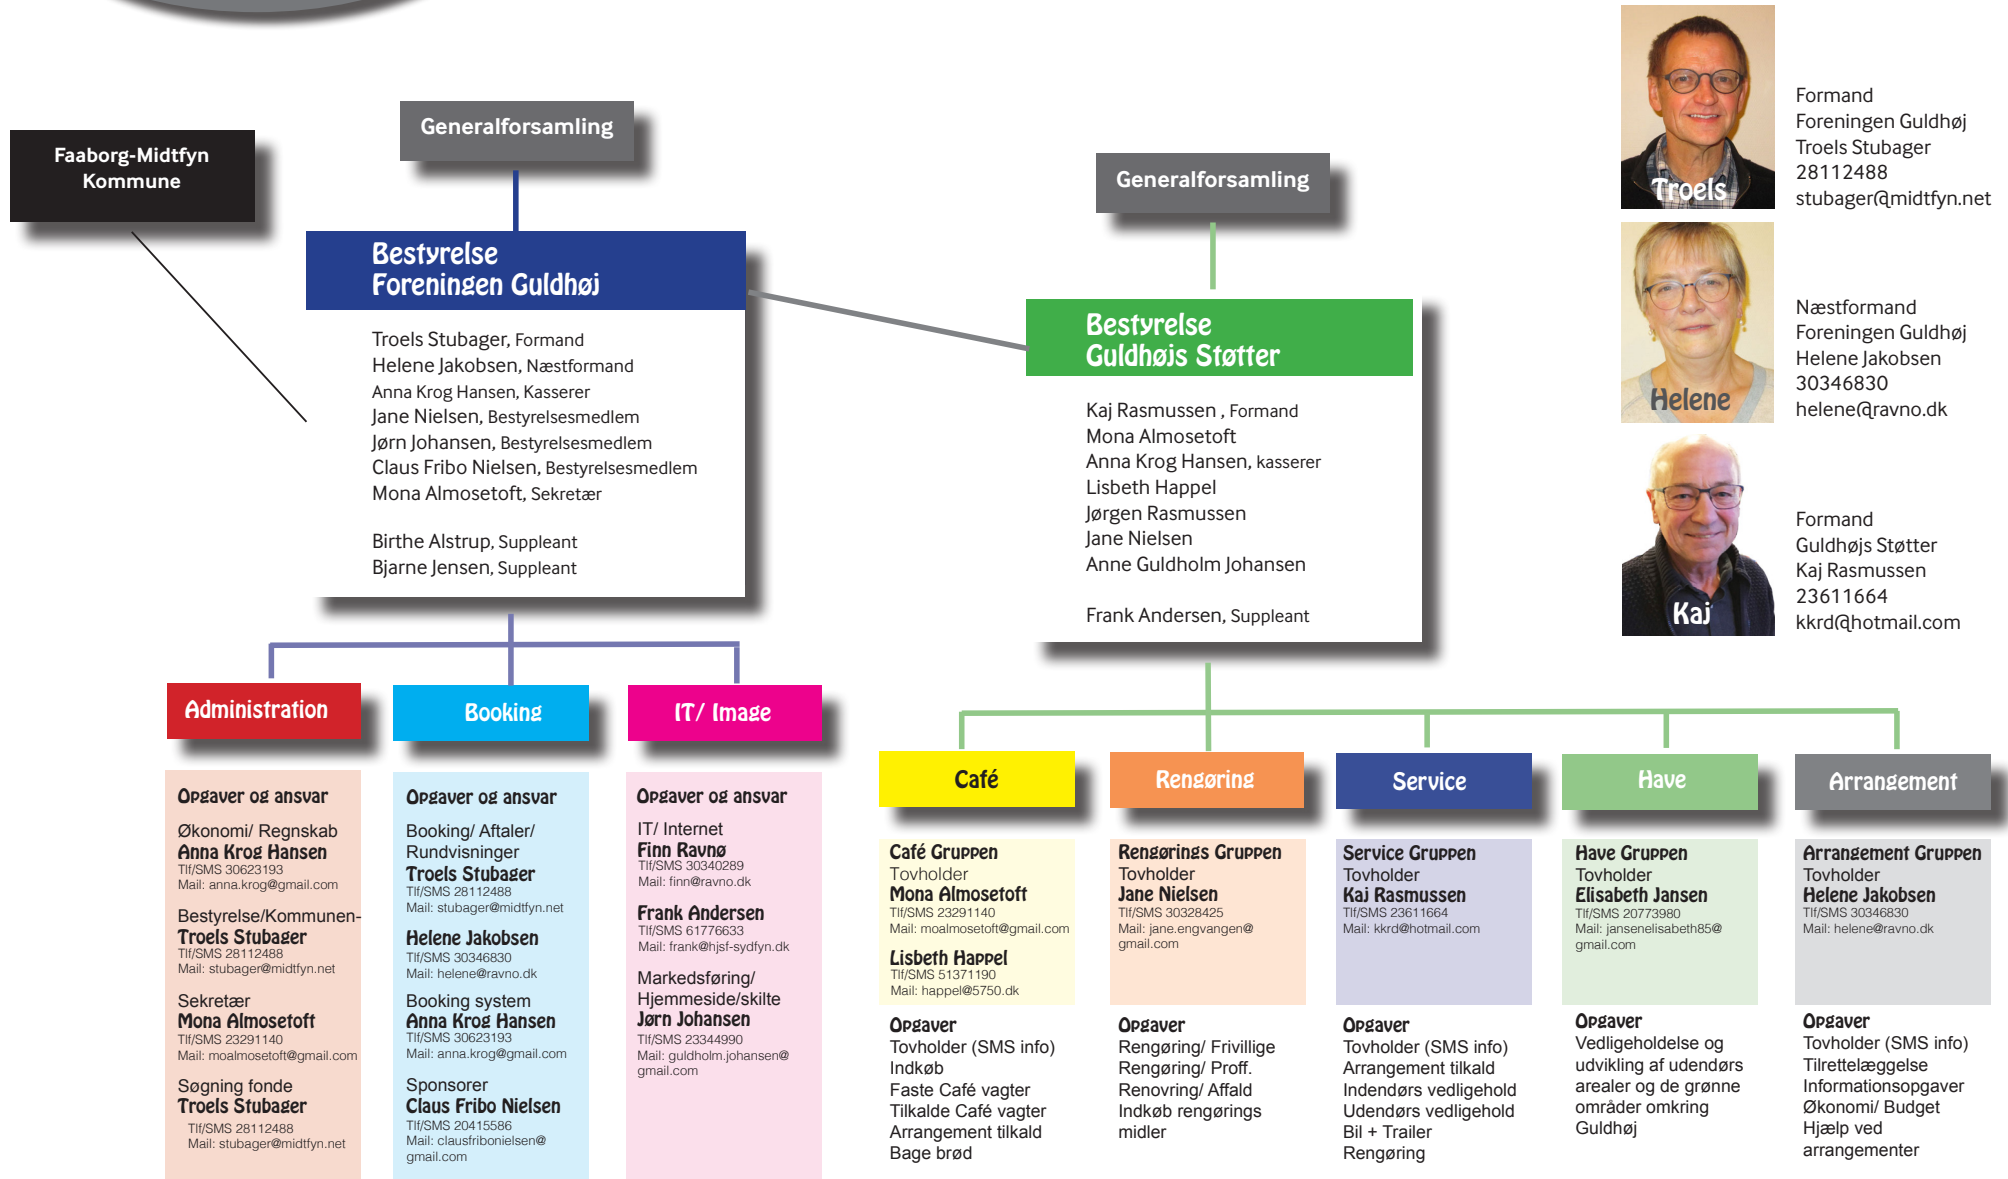 Faaborg-Midtfyn
Kommune
Generalforsamling
Bestyrelse
Foreningen Guldhøj
Troels Stubager, Formand
Helene Jakobsen, Næstformand
Anna Krog Hansen, Kasserer
Jane Nielsen, Bestyrelsesmedlem
Jørn Johansen, Bestyrelsesmedlem
Claus Fribo Nielsen, Bestyrelsesmedlem
Mona Almosetoft, Sekretær
Birthe Alstrup, Suppleant
Bjarne Jensen, Suppleant
Generalforsamling
Bestyrelse
Guldhøjs Støtter
Kaj Rasmussen , Formand
Mona Almosetoft
Anna Krog Hansen, kasserer
Lisbeth Happel
Jørgen Rasmussen
Jane Nielsen
Anne Guldholm Johansen
Frank Andersen, Suppleant
Troels
Formand
Foreningen Guldhøj
Troels Stubager
28112488
stubager@midtfyn.net
Helene
Næstformand
Foreningen Guldhøj
Helene Jakobsen
30346830
helene@ravno.dk
Kaj
Formand
Guldhøjs Støtter
Kaj Rasmussen
23611664
kkrd@hotmail.com
Administration
Opgaver og ansvar
Økonomi/ Regnskab
Anna Krog Hansen
Tlf/SMS 30623193
Mail: anna.krog@gmail.com
Bestyrelse/Kommunen-
Troels Stubager
Tlf/SMS 28112488
Mail: stubager@midtfyn.net
Sekretær
Mona Almosetoft
Tlf/SMS 23291140
Mail: moalmosetoft@gmail.com
Søgning fonde
Troels Stubager
Tlf/SMS 28112488
Mail: stubager@midtfyn.net
Booking
Opgaver og ansvar
Booking/ Aftaler/
Rundvisninger
Troels Stubager
Tlf/SMS 28112488
Mail: stubager@midtfyn.net
Helene Jakobsen
Tlf/SMS 30346830
Mail: helene@ravno.dk
Booking system
Anna Krog Hansen
Tlf/SMS 30623193
Mail: anna.krog@gmail.com
Sponsorer
Claus Fribo Nielsen
Tlf/SMS 20415586
Mail: clausfribonielsen@
gmail.com
IT/ Image
Opgaver og ansvar
IT/ Internet
Finn Ravnø
Tlf/SMS 30340289
Mail: finn@ravno.dk
Frank Andersen
Tlf/SMS 61776633
Mail: frank@hjsf-sydfyn.dk
Markedsføring/
Hjemmeside/skilte
Jørn Johansen
Tlf/SMS 23344990
Mail: guldholm.johansen@
gmail.com
Café
Café Gruppen
Tovholder
Mona Almosetoft
Tlf/SMS 23291140
Mail: moalmosetoft@gmail.com
Lisbeth Happel
Tlf/SMS 51371190
Mail: happel@5750.dk
Opgaver
Tovholder (SMS info)
Indkøb
Faste Café vagter
Tilkalde Café vagter
Arrangement tilkald
Bage brød
Rengøring
Rengørings Gruppen
Tovholder
Jane Nielsen
Tlf/SMS 30328425
Mail: jane.engvangen@
gmail.com
Opgaver
Rengøring/ Frivillige
Rengøring/ Proff.
Renovring/ Affald
Indkøb rengørings
midler
Service
Service Gruppen
Tovholder
Kaj Rasmussen
Tlf/SMS 23611664
Mail: kkrd@hotmail.com
Opgaver
Tovholder (SMS info)
Arrangement tilkald
Indendørs vedligehold
Udendørs vedligehold
Bil + Trailer
Rengøring
Have
Have Gruppen
Tovholder
Elisabeth Jansen
Tlf/SMS 20773980
Mail: jansenelisabeth85@
gmail.com
Opgaver
Vedligeholdelse og
udvikling af udendørs
arealer og de grønne
områder omkring
Guldhøj
Arrangement
Arrangement Gruppen
Tovholder
Helene Jakobsen
Tlf/SMS 30346830
Mail: helene@ravno.dk
Opgaver
Tovholder (SMS info)
Tilrettelæggelse
Informationsopgaver
Økonomi/ Budget
Hjælp ved
arrangementer